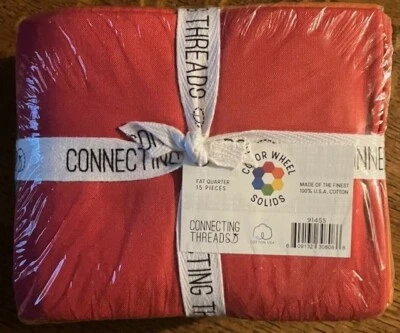 THREADS
CONNECTING
CONNE
COLOR WHEEL
SOLIDS
FAT QUARTER
15 PIECES
MADE OF THE FINEST
100% U.S.A. COTTON
CONNECTING
THREADS
91455
CONNECTING TH